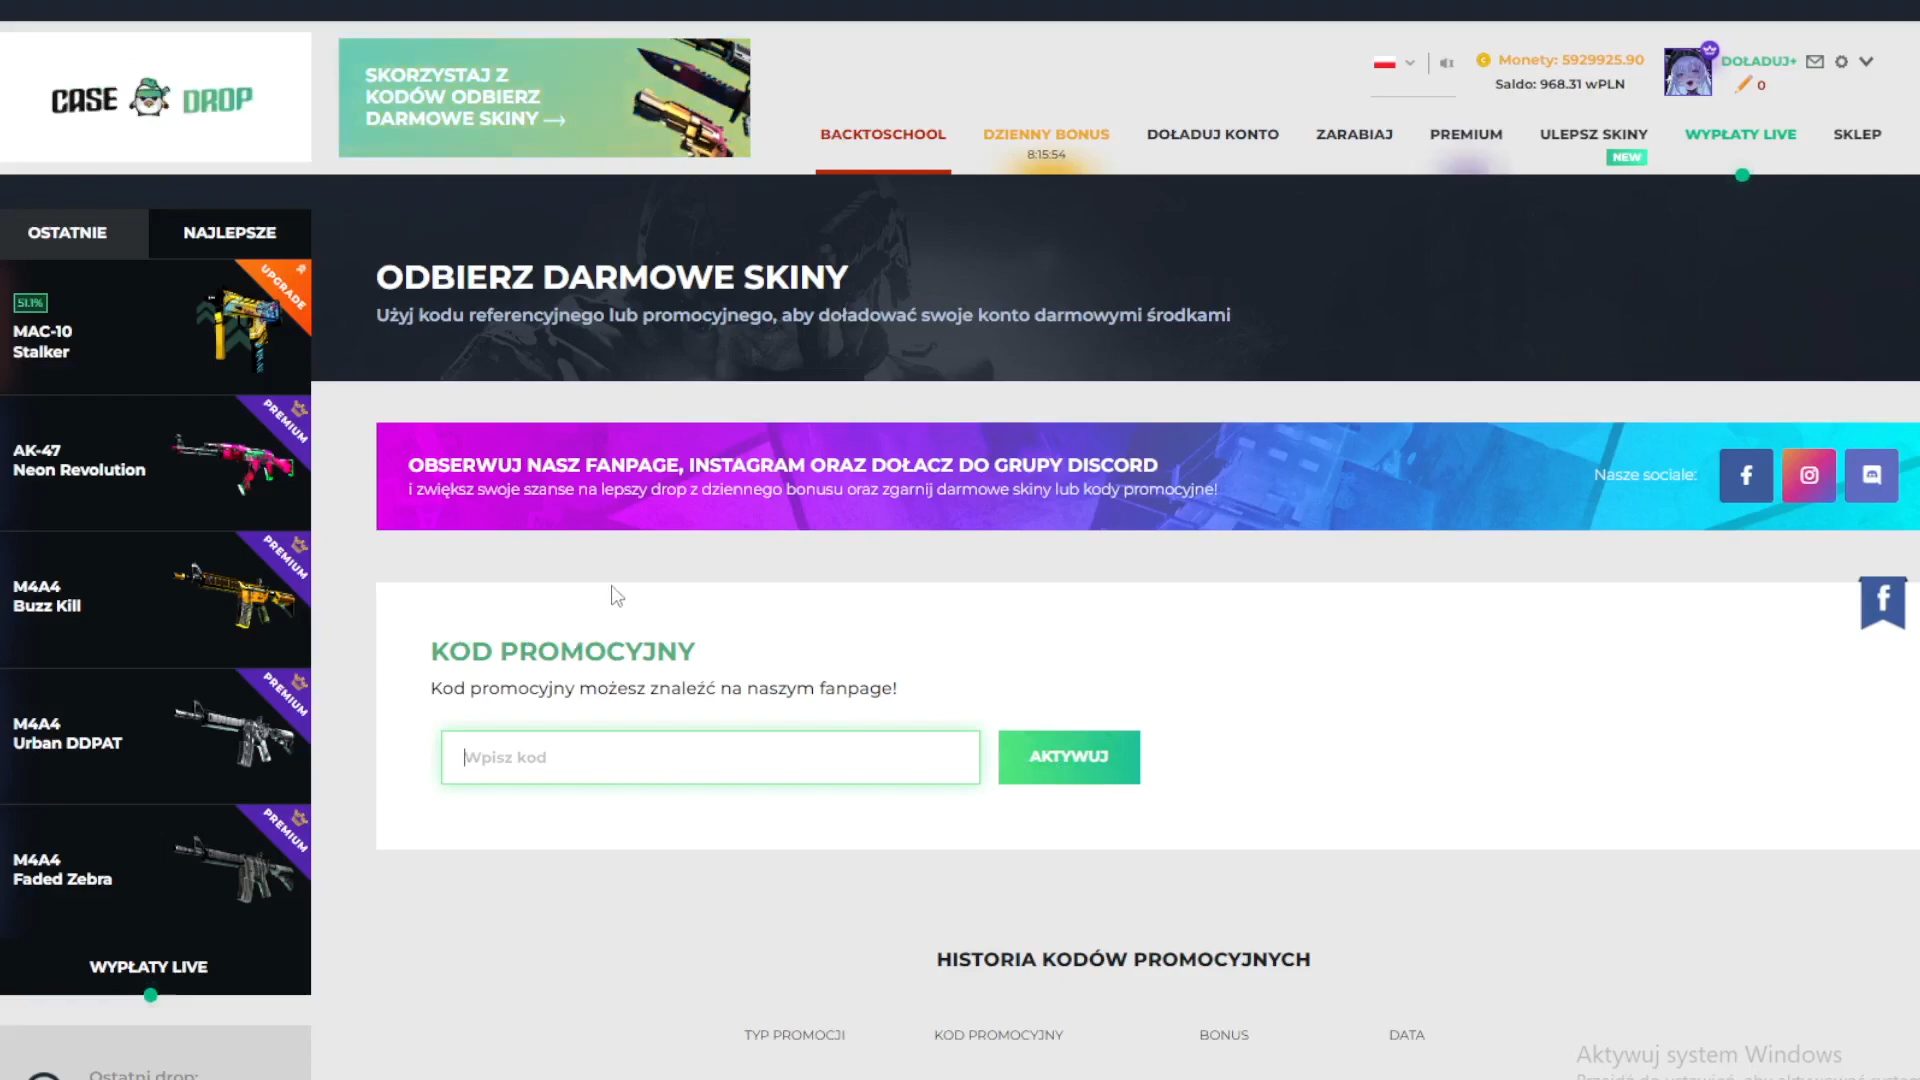 CASE DROP
SKORZYSTAJ Z
KODÓW ODBIERZ
DARMOWE SKINY
Monety: 5929925.90
Saldo: 968.31 wPLN
DOŁADUJ+
0
BACKTOSCHOOL
DZIENNY BONUS
8:15:54
DOŁADUJ KONTO
ZARABIAJ
PREMIUM
ULEPSZ SKINY
NEW
WYPŁATY LIVE
SKLEP
OSTATNIE
NAJLEPSZE
UPGRADE
51.1%
MAC-10
Stalker
PREMIUM
AK-47
Neon Revolution
PREMIUM
M4A4
Buzz Kill
PREMIUM
M4A4
Urban DDPAT
PREMIUM
M4A4
Faded Zebra
WYPŁATY LIVE
Ostatni drop:
ODBIERZ DARMOWE SKINY
Użyj kodu referencyjnego lub promocyjnego, aby doładować swoje konto darmowymi środkami
OBSERWUJ NASZ FANPAGE, INSTAGRAM ORAZ DOŁACZ DO GRUPY DISCORD
i zwiększ swoje szanse na lepszy drop z dziennego bonusu oraz zgarnij darmowe skiny lub kody promocyjne!
Nasze sociale:
KOD PROMOCYJNY
Kod promocyjny możesz znaleźć na naszym fanpage!
Wpisz kod
AKTYWUJ
HISTORIA KODÓW PROMOCYJNYCH
TYP PROMOCJI
KOD PROMOCYJNY
BONUS
DATA
Aktywuj system Windows